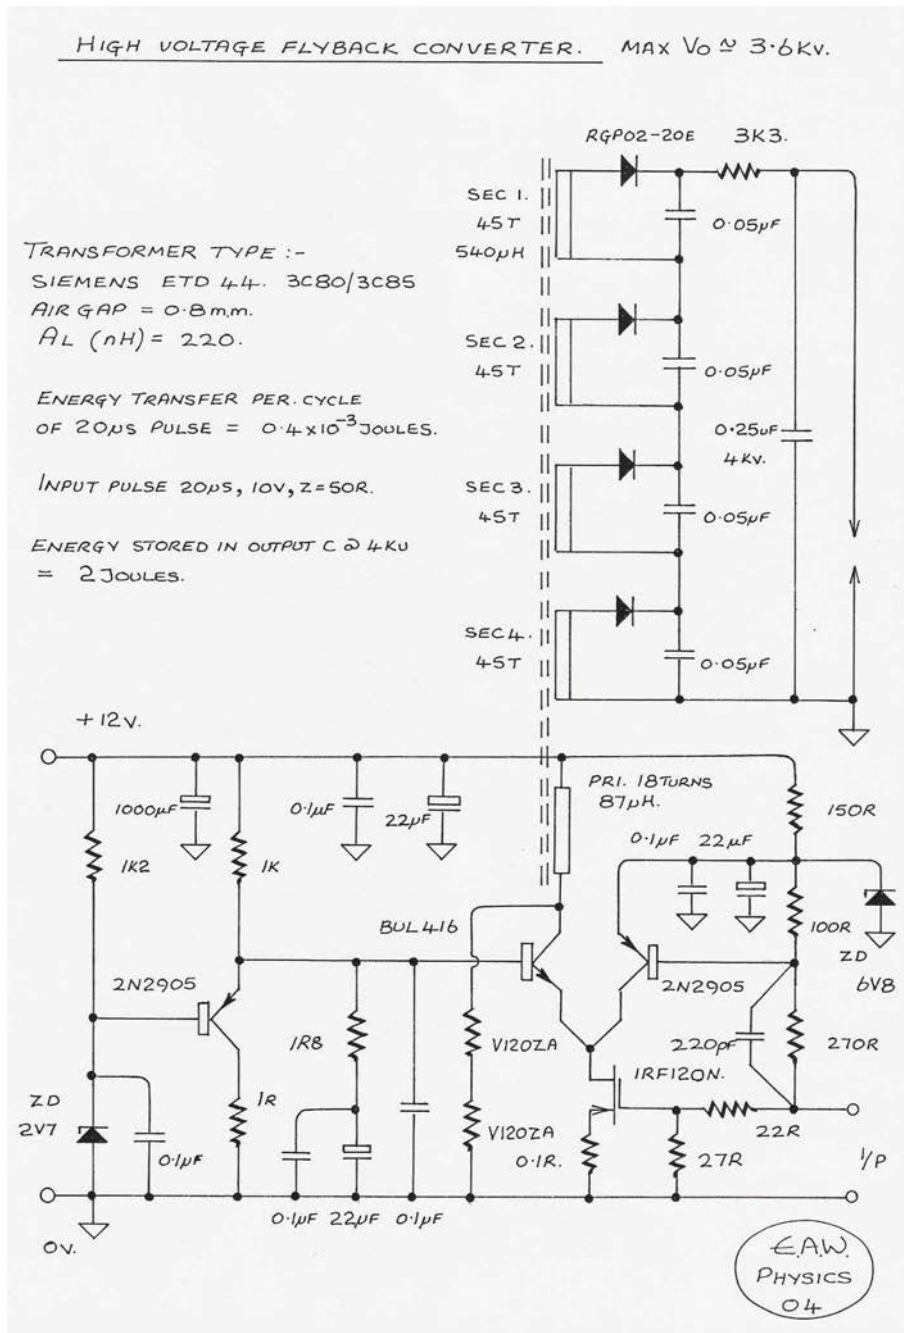 HIGH VOLTAGE FLYBACK CONVERTER. MAX Vo ≃ 3·6KV.
RGP02-20E
3K3.
SEC 1.
45T
540µH
0·05µF
TRANSFORMER TYPE :-
SIEMENS ETD 44. 3C80/3C85
AIR GAP = 0·8 m.m.
AL (nH) = 220.
SEC 2.
45T
0·05µF
ENERGY TRANSFER PER. CYCLE
OF 20µS PULSE = 0·4x10⁻³ JOULES.
0·25uF
4KV.
INPUT PULSE 20µS, 10V, Z=50R.
SEC 3.
45T
0·05µF
ENERGY STORED IN OUTPUT C @ 4KV
= 2 JOULES.
SEC 4.
45T
0·05µF
+12V.
PRI. 18 TURNS
87µH.
1000µF
0·1µF
22µF
150R
0·1µF
22µF
1K2
1K
BUL416
100R
ZD
6V8
2N2905
2N2905
1R8
V120ZA
220pF
270R
IRF120N.
ZD
2V7
1R
V120ZA
22R
0·1µF
0·1R.
27R
I/P
0·1µF
22µF
0·1µF
0V.
E.A.W.
PHYSICS
04